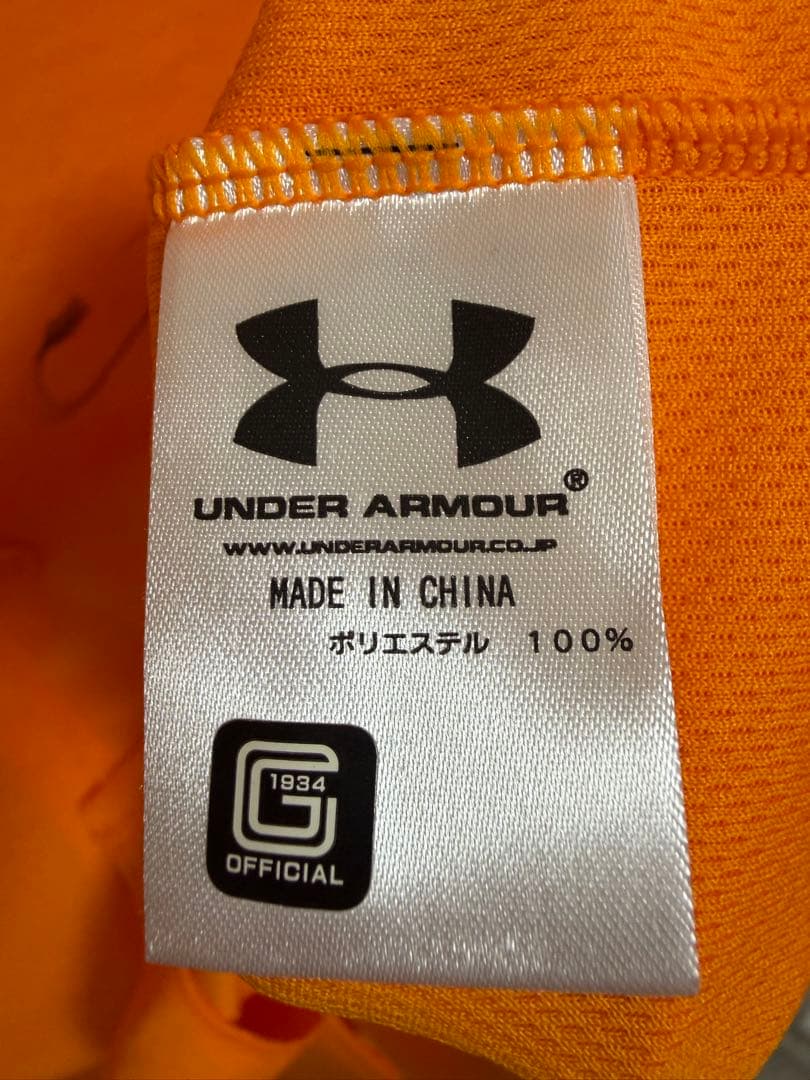 UNDER ARMOUR®
WWW.UNDERARMOUR.CO.JP
MADE IN CHINA
ポリエステル 100%
G
1934
OFFICIAL